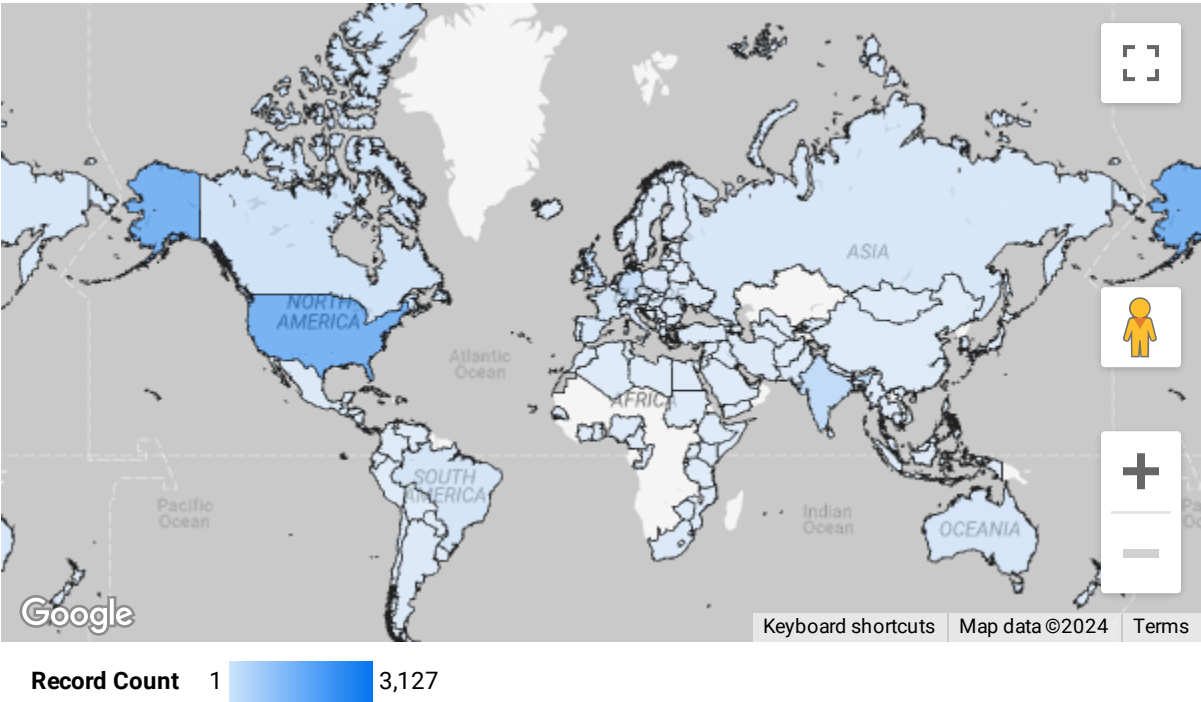 ASIA
NORTH
AMERICA
Atlantic
Ocean
AFRICA
SOUTH
AMERICA
Pacific
Ocean
Indian
Ocean
OCEANIA
Google
Keyboard shortcuts
Map data ©2024
Terms
Record Count
1
3,127